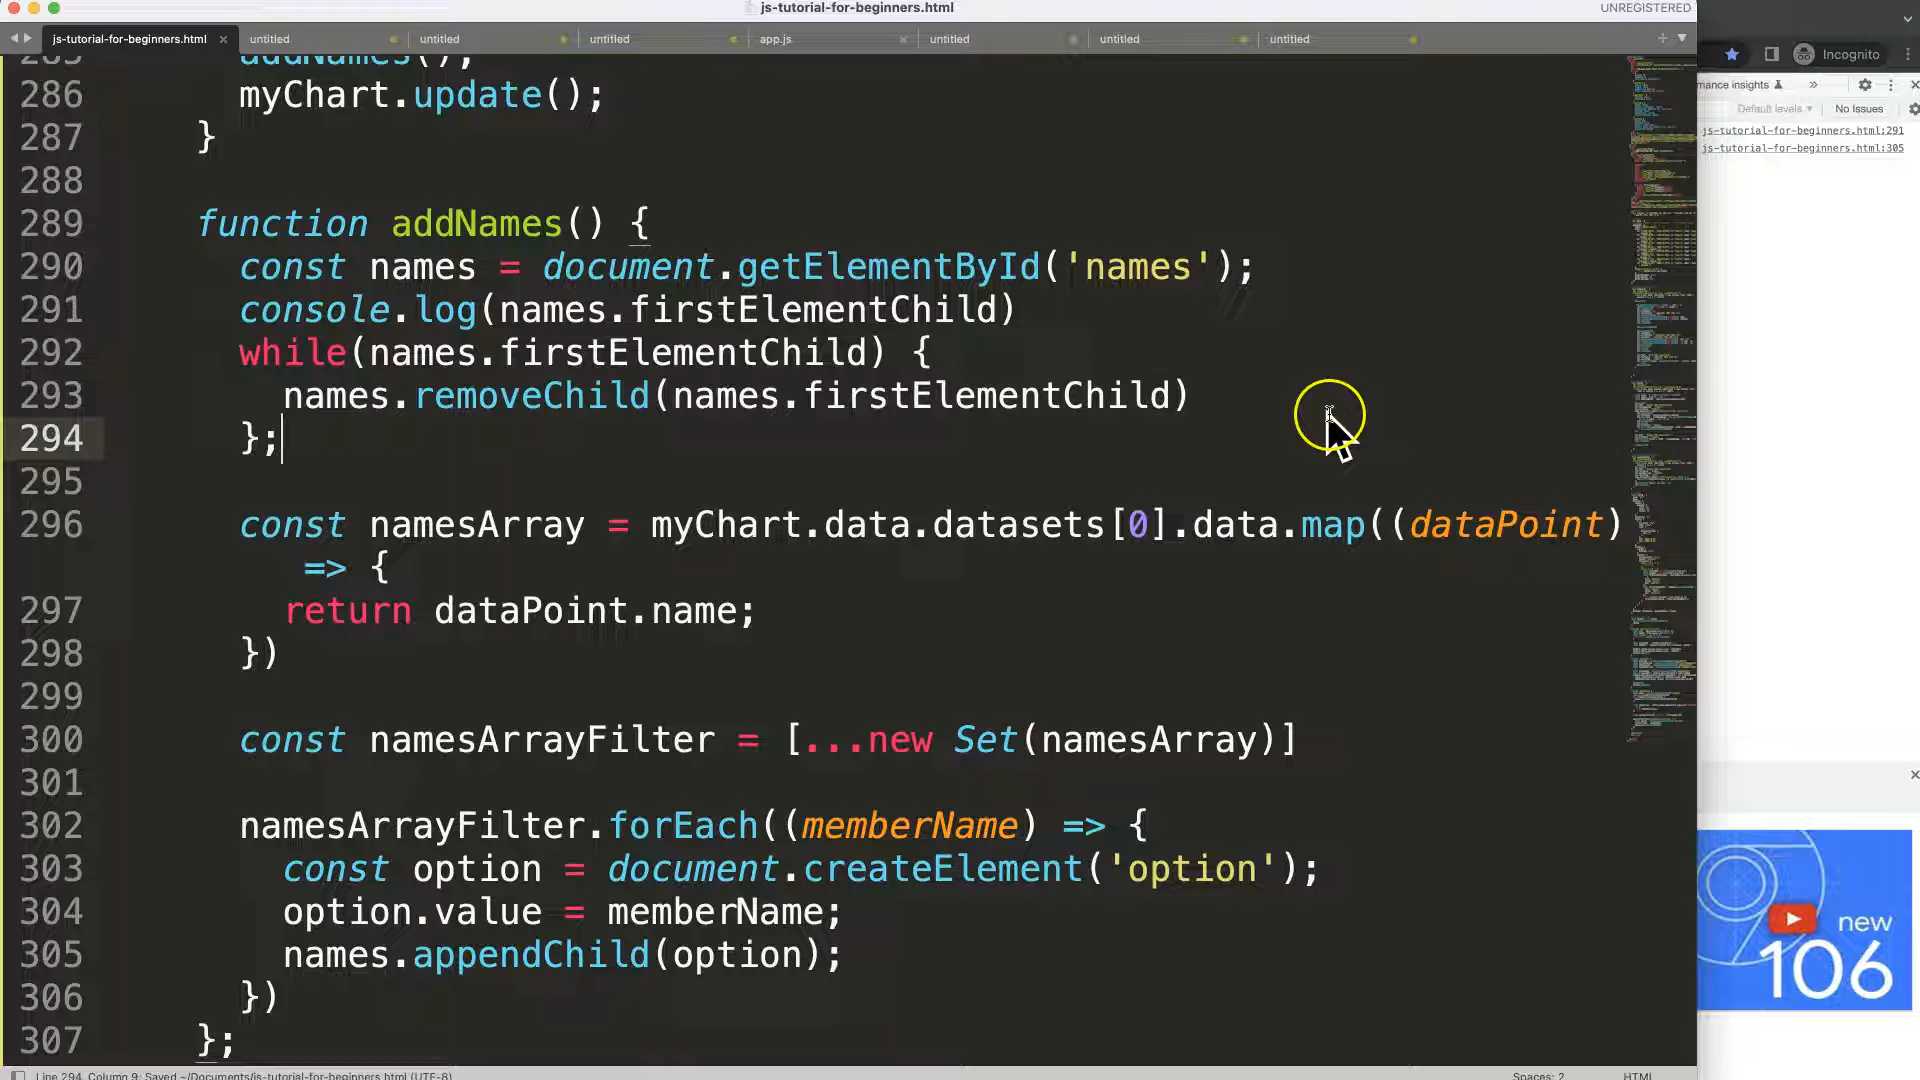 js-tutorial-for-beginners.html
UNREGISTERED
js-tutorial-for-beginners.html untitled untitled untitled app.js untitled untitled untitled
Incognito
mance insights
Default levels No Issues
js-tutorial-for-beginners.html:291
js-tutorial-for-beginners.html:305
285 addNames();
286 myChart.update();
287 }
288
289 function addNames() {
290 const names = document.getElementById('names');
291 console.log(names.firstElementChild)
292 while(names.firstElementChild) {
293 names.removeChild(names.firstElementChild)
294 };
295
296 const namesArray = myChart.data.datasets[0].data.map((dataPoint)
=> {
297 return dataPoint.name;
298 })
299
300 const namesArrayFilter = [...new Set(namesArray)]
301
302 namesArrayFilter.forEach((memberName) => {
303 const option = document.createElement('option');
304 option.value = memberName;
305 names.appendChild(option);
306 })
307 };
new
106
Line 294, Column 9; Saved ~/Documents/js-tutorial-for-beginners.html (UTF-8) Spaces: 2 HTML